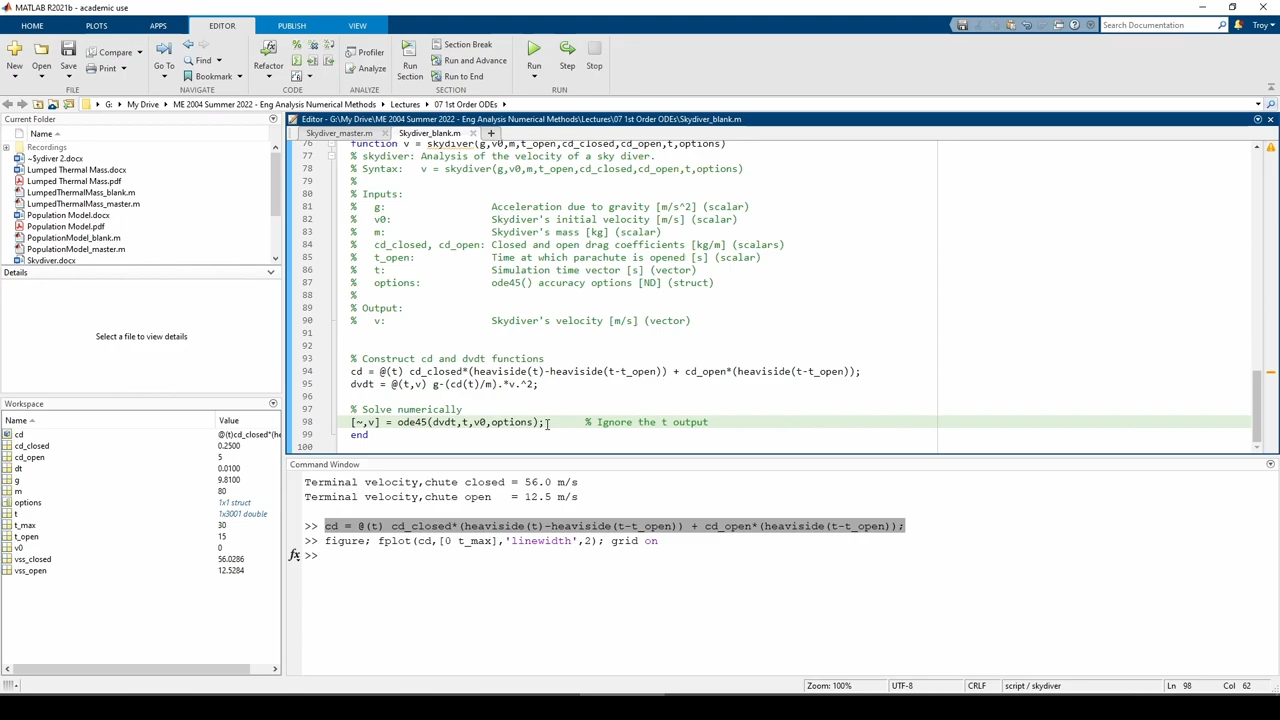 MATLAB R2021b - academic use
HOME PLOTS APPS EDITOR PUBLISH VIEW
Search Documentation Troy
New Open Save Compare Print
Go To Find Bookmark
Refactor
Profiler Analyze
Run Section Section Break Run and Advance Run to End
Run Step Stop
FILE NAVIGATE CODE ANALYZE SECTION RUN
G: My Drive ME 2004 Summer 2022 - Eng Analysis Numerical Methods Lectures 07 1st Order ODEs
Current Folder
Name
Recordings
~$ydiver 2.docx
Lumped Thermal Mass.docx
Lumped Thermal Mass.pdf
LumpedThermalMass_blank.m
LumpedThermalMass_master.m
Population Model.docx
Population Model.pdf
PopulationModel_blank.m
PopulationModel_master.m
Skydiver.docx
Details
Select a file to view details
Workspace
Name Value
cd @(t)cd_closed*(he
cd_closed 0.2500
cd_open 5
dt 0.0100
g 9.8100
m 80
options 1x1 struct
t 1x3001 double
t_max 30
t_open 15
v0 0
vss_closed 56.0286
vss_open 12.5284
Editor - G:\My Drive\ME 2004 Summer 2022 - Eng Analysis Numerical Methods\Lectures\07 1st Order ODEs\Skydiver_blank.m
Skydiver_master.m Skydiver_blank.m
76 function v = skydiver(g,v0,m,t_open,cd_closed,cd_open,t,options)
77 % skydiver: Analysis of the velocity of a sky diver.
78 % Syntax: v = skydiver(g,v0,m,t_open,cd_closed,cd_open,t,options)
79 %
80 % Inputs:
81 % g: Acceleration due to gravity [m/s^2] (scalar)
82 % v0: Skydiver's initial velocity [m/s] (scalar)
83 % m: Skydiver's mass [kg] (scalar)
84 % cd_closed, cd_open: Closed and open drag coefficients [kg/m] (scalars)
85 % t_open: Time at which parachute is opened [s] (scalar)
86 % t: Simulation time vector [s] (vector)
87 % options: ode45() accuracy options [ND] (struct)
88 %
89 % Output:
90 % v: Skydiver's velocity [m/s] (vector)
91
92
93 % Construct cd and dvdt functions
94 cd = @(t) cd_closed*(heaviside(t)-heaviside(t-t_open)) + cd_open*(heaviside(t-t_open));
95 dvdt = @(t,v) g-(cd(t)/m).*v.^2;
96
97 % Solve numerically
98 [~,v] = ode45(dvdt,t,v0,options); % Ignore the t output
99 end
100
Command Window
Terminal velocity,chute closed = 56.0 m/s
Terminal velocity,chute open = 12.5 m/s
>> cd = @(t) cd_closed*(heaviside(t)-heaviside(t-t_open)) + cd_open*(heaviside(t-t_open));
>> figure; fplot(cd,[0 t_max],'linewidth',2); grid on
fx >>
Zoom: 100% UTF-8 CRLF script / skydiver Ln 98 Col 62